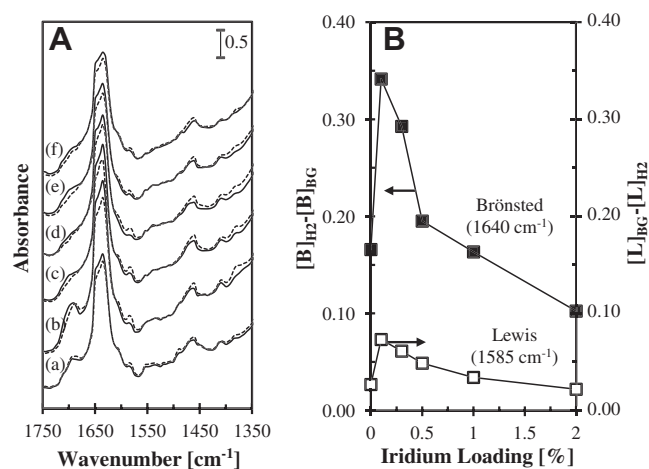 A
0.5
Absorbance
(f)
(e)
(d)
(c)
(b)
(a)
1750 1650 1550 1450 1350
Wavenumber [cm⁻¹]
B
[B]H2-[B]BG
0.40
0.30
0.20
0.10
0.00
Brönsted
(1640 cm⁻¹)
Lewis
(1585 cm⁻¹)
0.40
0.30
0.20
0.10
0.00
[L]BG-[L]H2
0 0.5 1 1.5 2
Iridium Loading [%]